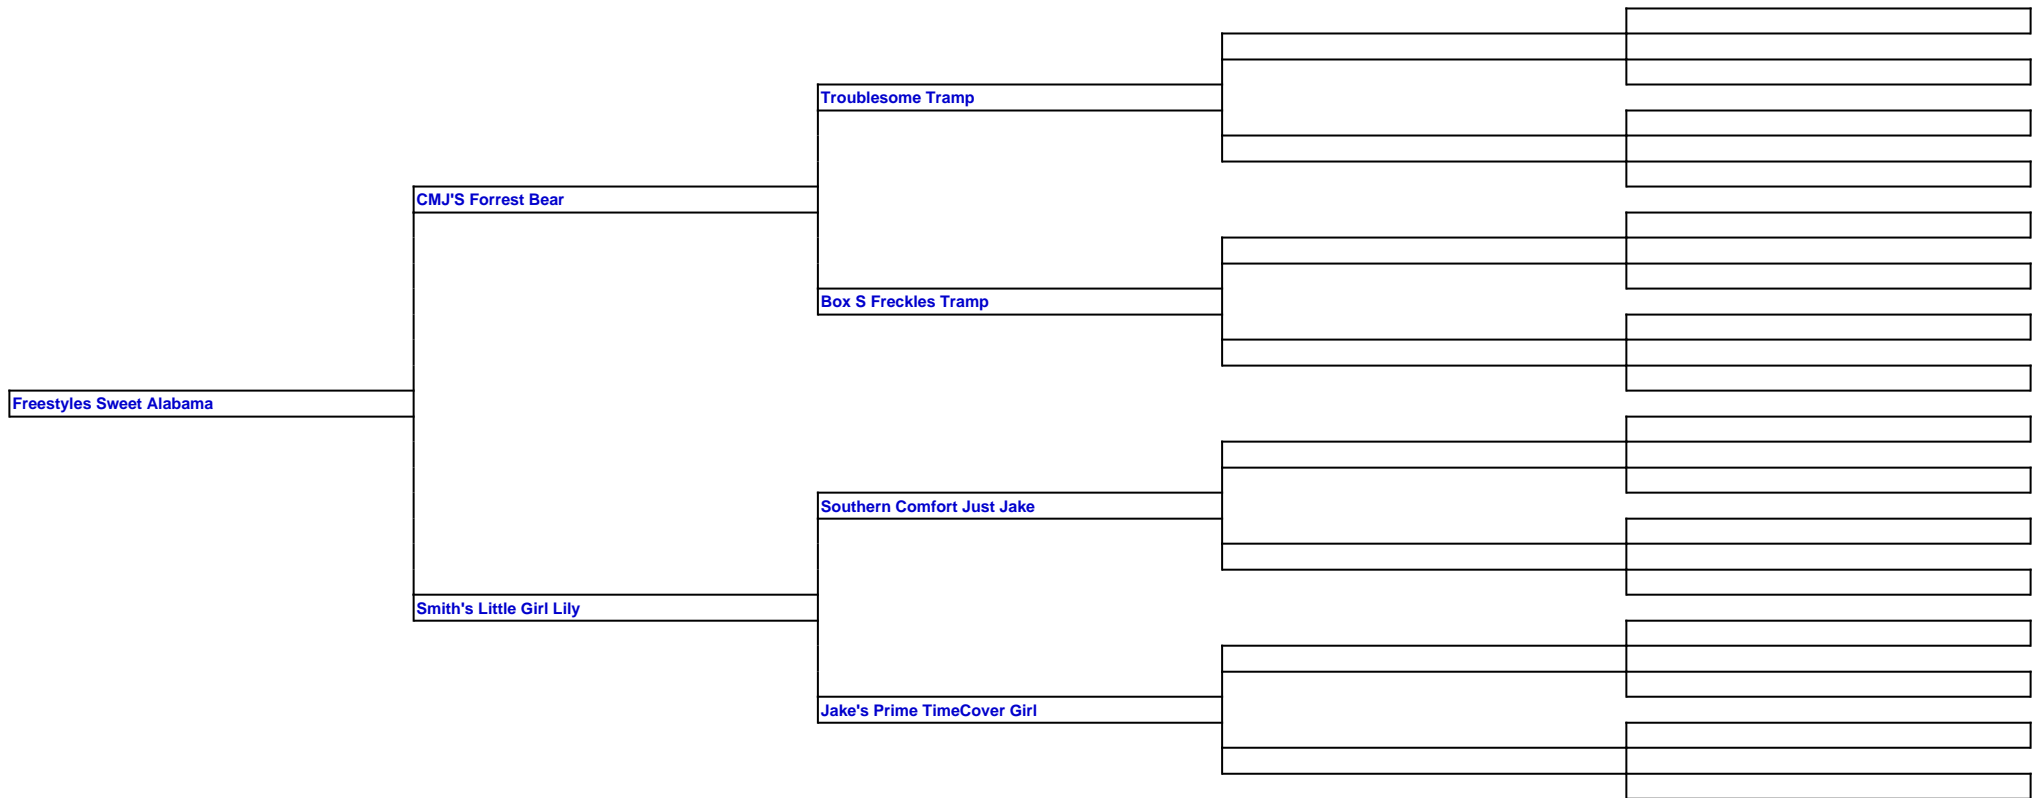 Troublesome Tramp
CMJ'S Forrest Bear
Box S Freckles Tramp
Freestyles Sweet Alabama
Southern Comfort Just Jake
Smith's Little Girl Lily
Jake's Prime TimeCover Girl